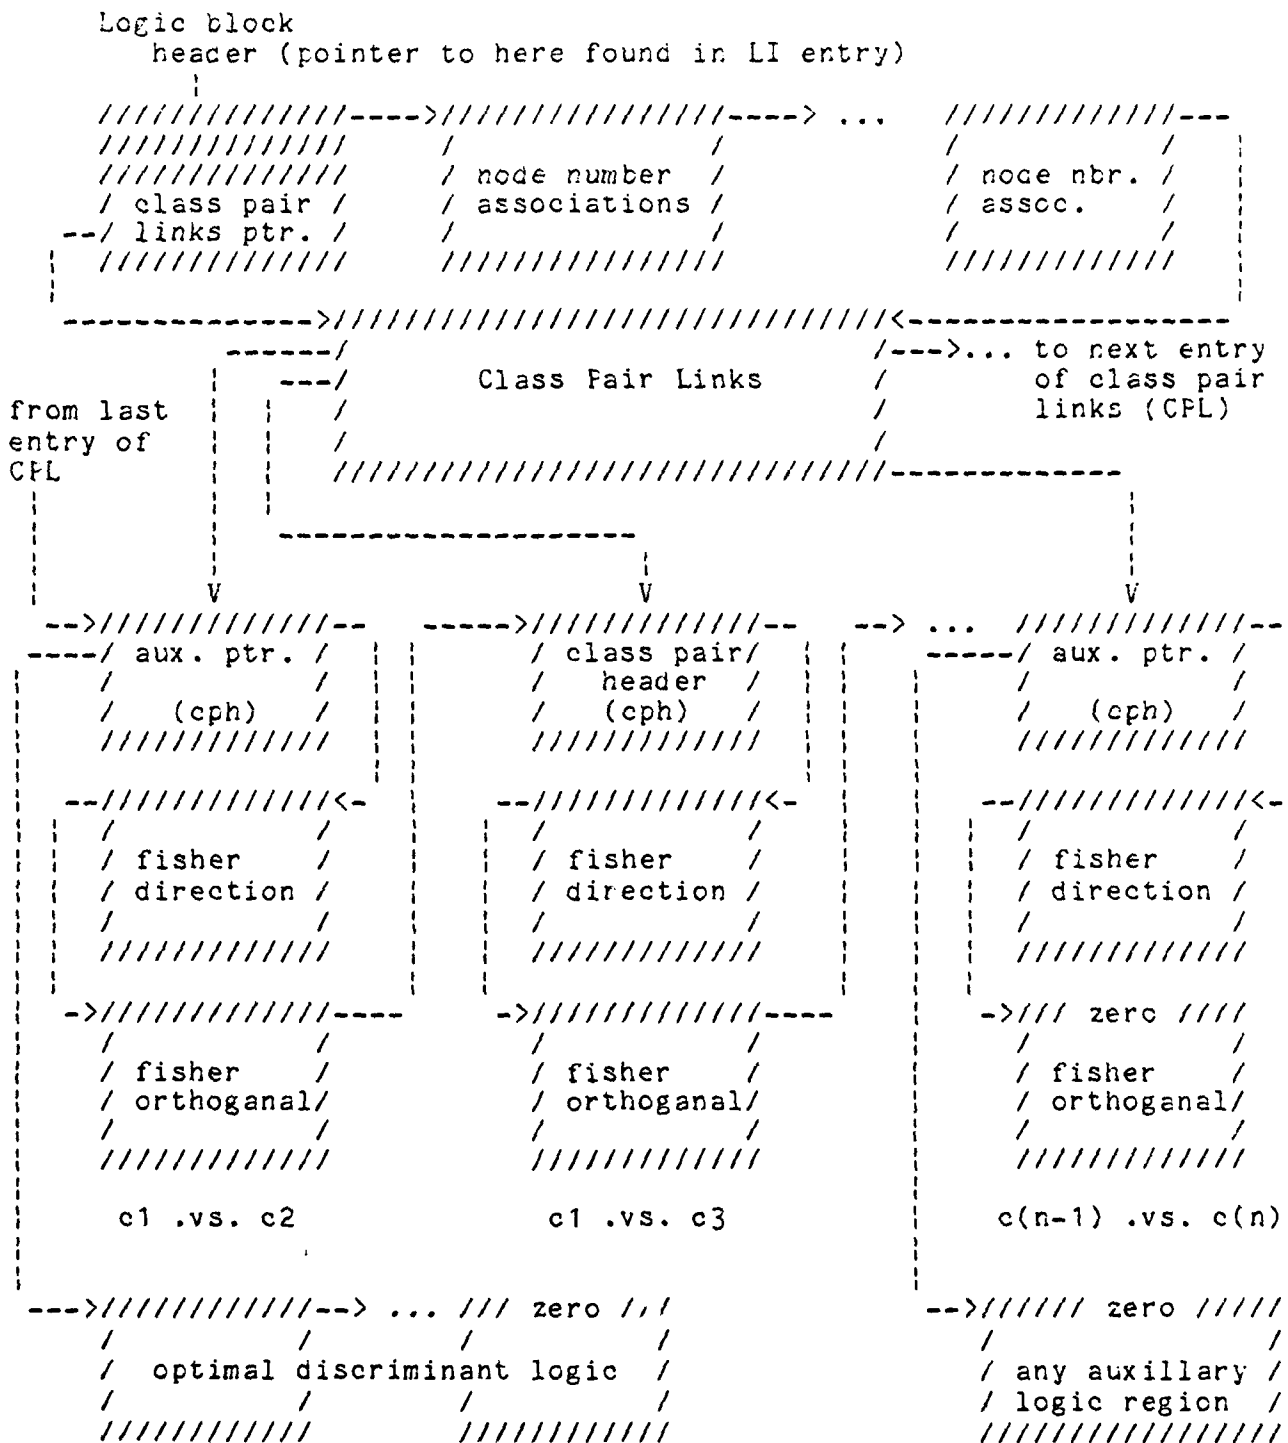 Logic block
header (pointer to here found in LI entry)
...
class pair
links ptr.
node number
associations
node nbr.
assoc.
Class Pair Links
... to next entry
of class pair
links (CPL)
from last
entry of
CPL
V
V
V
aux. ptr.
(cph)
class pair
header
(cph)
...
aux. ptr.
(cph)
fisher
direction
fisher
direction
fisher
direction
fisher
orthoganal
fisher
orthoganal
zero
fisher
orthoganal
c1 .vs. c2
c1 .vs. c3
c(n-1) .vs. c(n)
... zero
optimal discriminant logic
zero
any auxillary
logic region